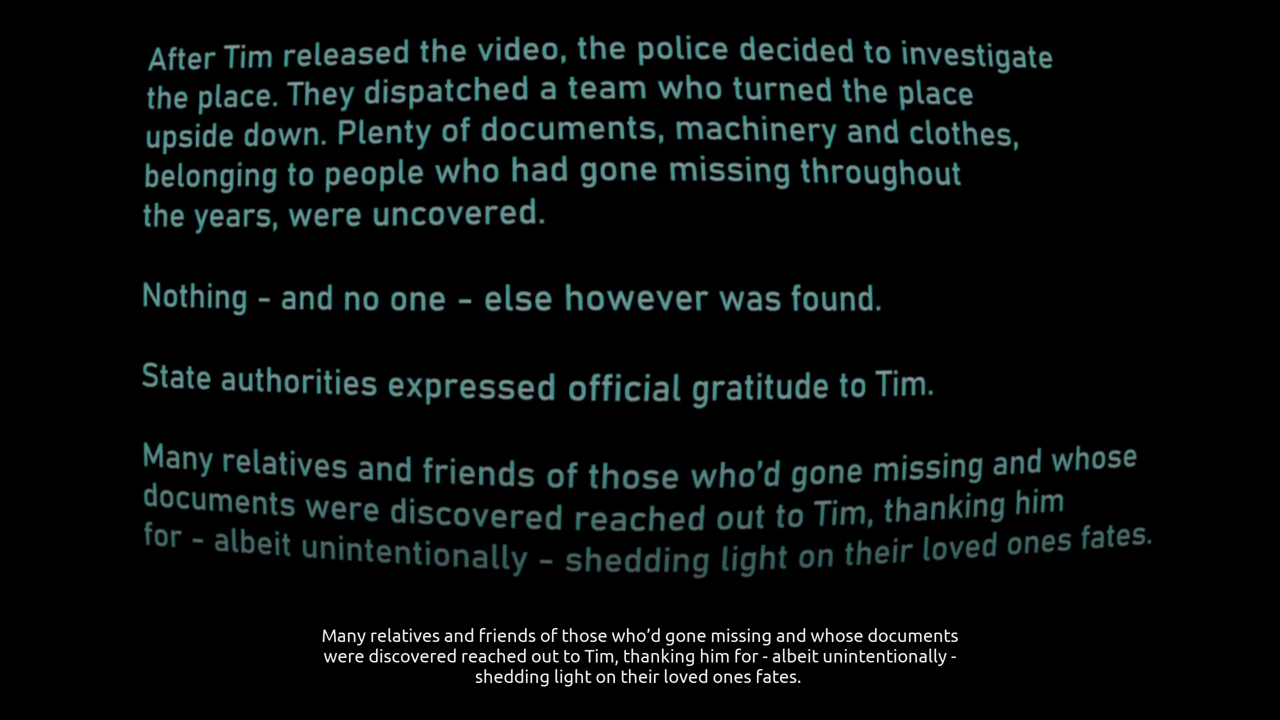 After Tim released the video, the police decided to investigate
the place. They dispatched a team who turned the place
upside down. Plenty of documents, machinery and clothes,
belonging to people who had gone missing throughout
the years, were uncovered.
Nothing - and no one - else however was found.
State authorities expressed official gratitude to Tim.
Many relatives and friends of those who'd gone missing and whose
documents were discovered reached out to Tim, thanking him
for - albeit unintentionally - shedding light on their loved ones fates.
Many relatives and friends of those who'd gone missing and whose documents
were discovered reached out to Tim, thanking him for - albeit unintentionally -
shedding light on their loved ones fates.